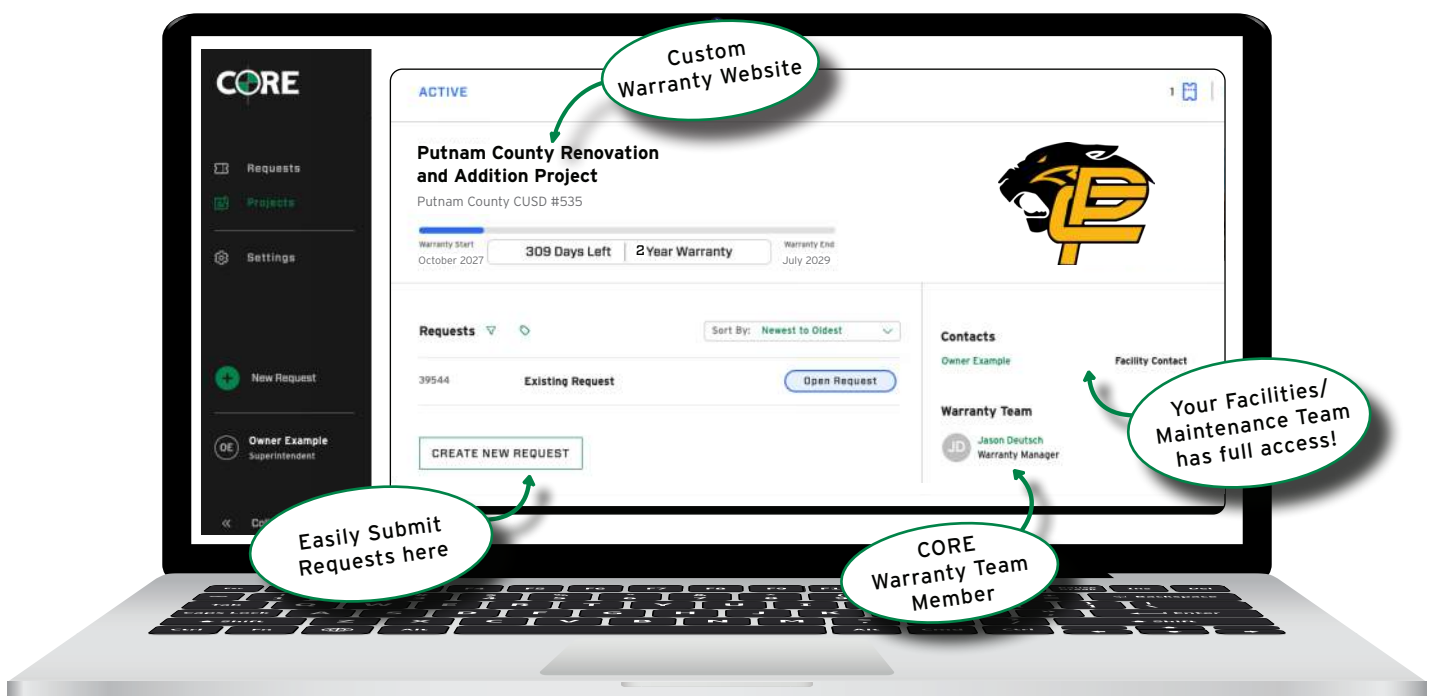 CORE
Requests
Projects
Settings
New Request
OE
Owner Example
Superintendent
Custom
Warranty Website
ACTIVE
1
Putnam County Renovation
and Addition Project
Putnam County CUSD #535
Warranty Start
October 2027
309 Days Left
2 Year Warranty
Warranty End
July 2029
PC
Requests
Sort By: Newest to Oldest
39544
Existing Request
Open Request
CREATE NEW REQUEST
Contacts
Owner Example
Facility Contact
Warranty Team
JD
Jason Deutsch
Warranty Manager
Your Facilities/
Maintenance Team
has full access!
Easily Submit
Requests here
CORE
Warranty Team
Member